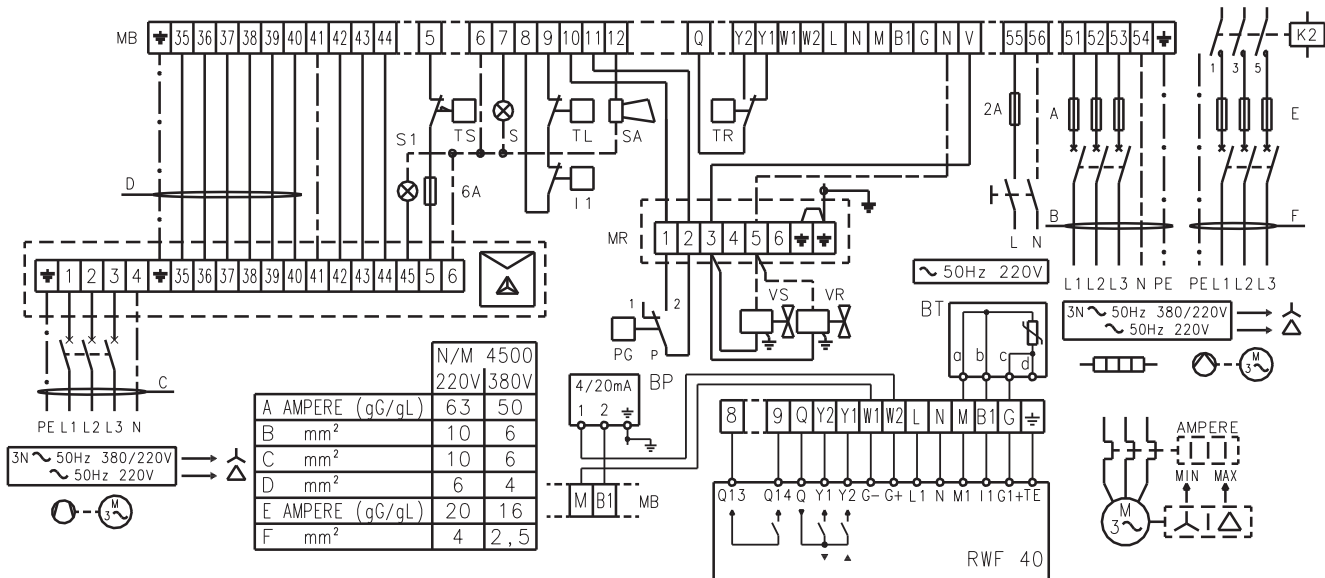 MB 35 36 37 38 39 40 41 42 43 44 5 6 7 8 9 10 11 12 Q Y2 Y1 W1 W2 L N M B1 G N V 55 56 51 52 53 54
K2
1 3 5
S1 TS S TL SA TR 2A A E
D 6A I1
MR 1 2 3 4 5 6
B F
L N
1 2 3 4 35 36 37 38 39 40 41 42 43 44 45 5 6
~ 50Hz 220V
L1 L2 L3 N PE PE L1 L2 L3
1 2
PG P
VS VR
BT
a b c d
3N ~ 50Hz 380/220V
~ 50Hz 220V
M
3~
C
PE L1 L2 L3 N
3N ~ 50Hz 380/220V
~ 50Hz 220V
M
3~
N/M 4500
220V 380V
A AMPERE (gG/gL) 63 50
B mm² 10 6
C mm² 10 6
D mm² 6 4
E AMPERE (gG/gL) 20 16
F mm² 4 2,5
BP
4/20mA
1 2
M B1 MB
8 9 Q Y2 Y1 W1 W2 L N M B1 G
Q13 Q14 Q Y1 Y2 G- G+ L1 N M1 I1 G1+ TE
RWF 40
AMPERE
MIN MAX
M
3~